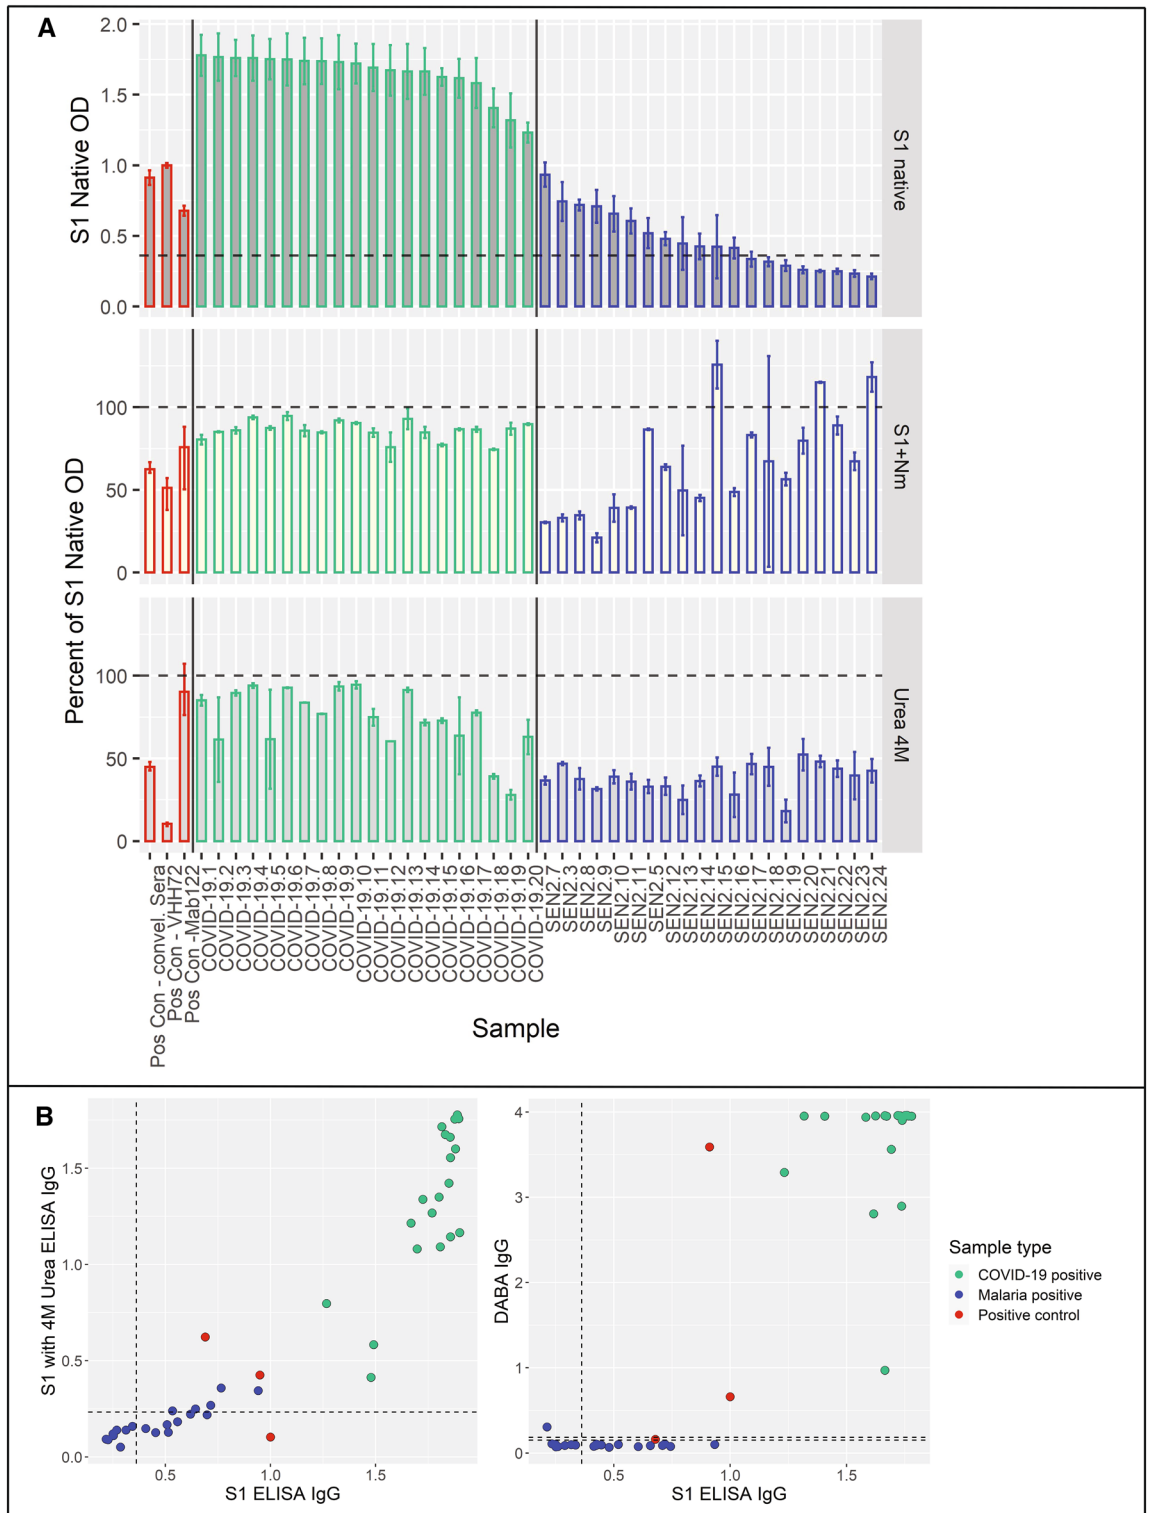 A
S1 Native OD
2.0
1.5
1.0
0.5
0.0
S1 native
Percent of S1 Native OD
100
50
0
S1+Nm
100
50
0
Urea 4M
Pos Con - convel. Sera
Pos Con - VHH72
Pos Con -Mab122
COVID-19.1
COVID-19.2
COVID-19.3
COVID-19.4
COVID-19.5
COVID-19.6
COVID-19.7
COVID-19.8
COVID-19.9
COVID-19.10
COVID-19.11
COVID-19.12
COVID-19.13
COVID-19.14
COVID-19.15
COVID-19.16
COVID-19.17
COVID-19.18
COVID-19.19
COVID-19.20
SEN2.7
SEN2.3
SEN2.8
SEN2.9
SEN2.10
SEN2.11
SEN2.5
SEN2.12
SEN2.13
SEN2.14
SEN2.15
SEN2.16
SEN2.17
SEN2.18
SEN2.19
SEN2.20
SEN2.21
SEN2.22
SEN2.23
SEN2.24
Sample
B
S1 with 4M Urea ELISA IgG
1.5
1.0
0.5
0.0
0.5
1.0
1.5
S1 ELISA IgG
DABA IgG
4
3
2
1
0
0.5
1.0
1.5
S1 ELISA IgG
Sample type
COVID-19 positive
Malaria positive
Positive control